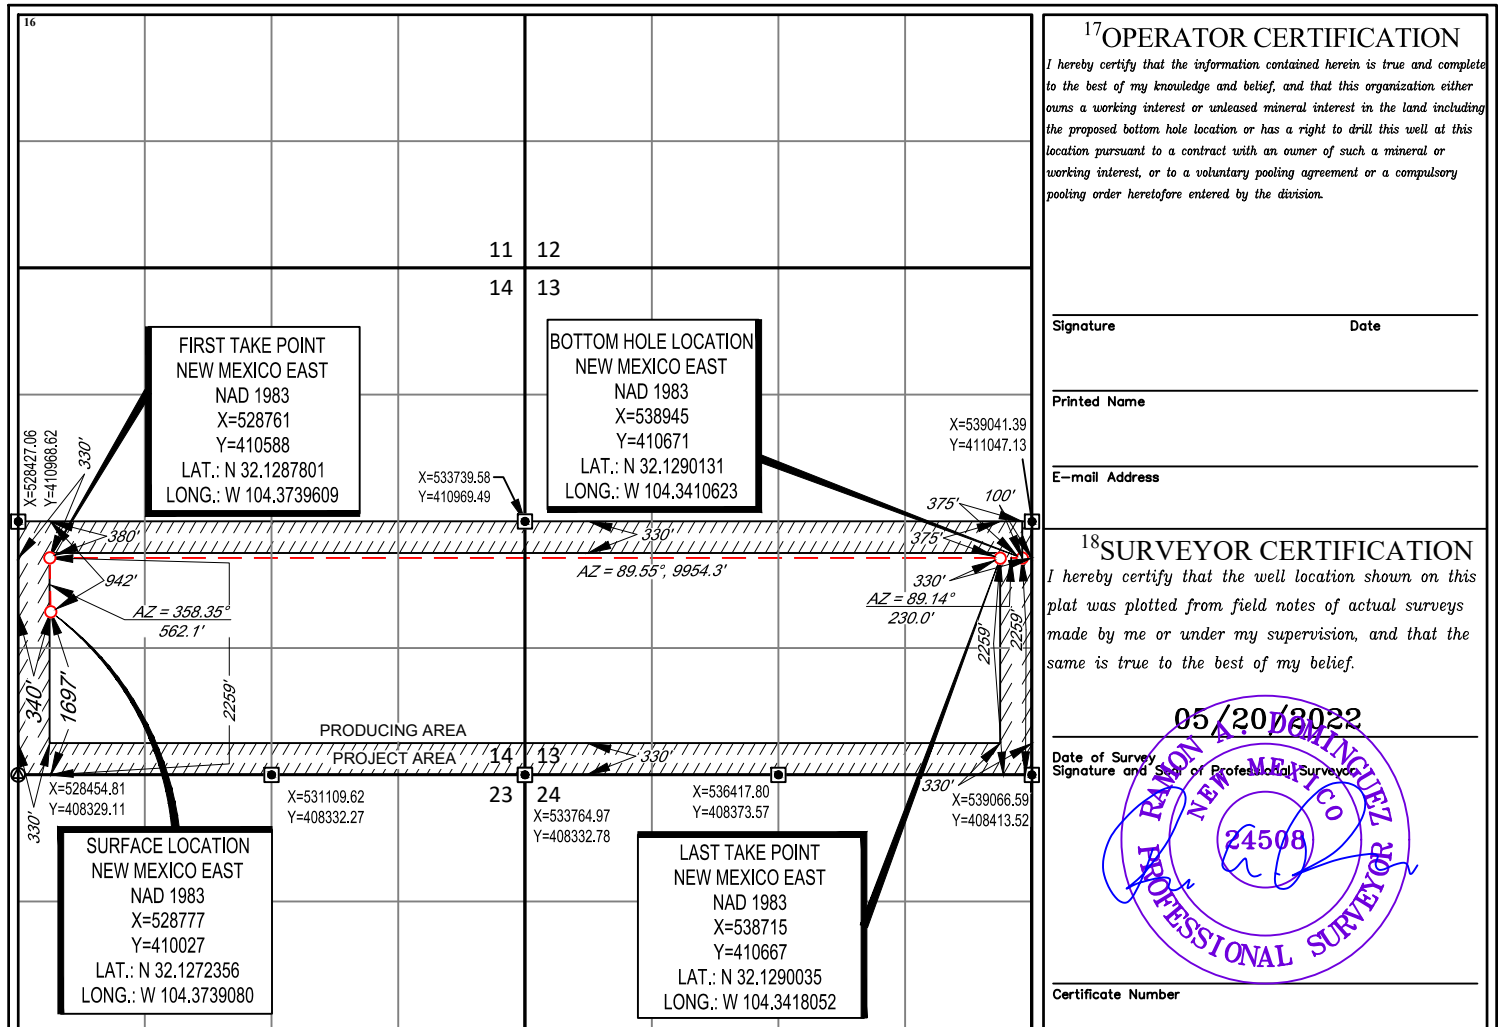 16
11 12
14 13
FIRST TAKE POINT
NEW MEXICO EAST
NAD 1983
X=528761
Y=410588
LAT.: N 32.1287801
LONG.: W 104.3739609
BOTTOM HOLE LOCATION
NEW MEXICO EAST
NAD 1983
X=538945
Y=410671
LAT.: N 32.1290131
LONG.: W 104.3410623
X=528427.06
Y=410968.62
330'
X=533739.58
Y=410969.49
X=539041.39
Y=411047.13
375'
100'
380'
330'
375'
942'
AZ = 89.55°, 9954.3'
330'
AZ = 358.35°
562.1'
AZ = 89.14°
230.0'
2259'
2259'
340'
1697'
2259'
PRODUCING AREA
PROJECT AREA
14 13
330'
23 24
X=528454.81
Y=408329.11
330'
X=531109.62
Y=408332.27
X=533764.97
Y=408332.78
X=536417.80
Y=408373.57
330'
X=539066.59
Y=408413.52
SURFACE LOCATION
NEW MEXICO EAST
NAD 1983
X=528777
Y=410027
LAT.: N 32.1272356
LONG.: W 104.3739080
LAST TAKE POINT
NEW MEXICO EAST
NAD 1983
X=538715
Y=410667
LAT.: N 32.1290035
LONG.: W 104.3418052
17OPERATOR CERTIFICATION
I hereby certify that the information contained herein is true and complete
to the best of my knowledge and belief, and that this organization either
owns a working interest or unleased mineral interest in the land including
the proposed bottom hole location or has a right to drill this well at this
location pursuant to a contract with an owner of such a mineral or
working interest, or to a voluntary pooling agreement or a compulsory
pooling order heretofore entered by the division.
Signature Date
Printed Name
E-mail Address
18SURVEYOR CERTIFICATION
I hereby certify that the well location shown on this
plat was plotted from field notes of actual surveys
made by me or under my supervision, and that the
same is true to the best of my belief.
05/20/2022
Date of Survey
Signature and Seal of Professional Surveyor
RAMON A. DOMINGUEZ
NEW MEXICO
24508
PROFESSIONAL SURVEYOR
Certificate Number